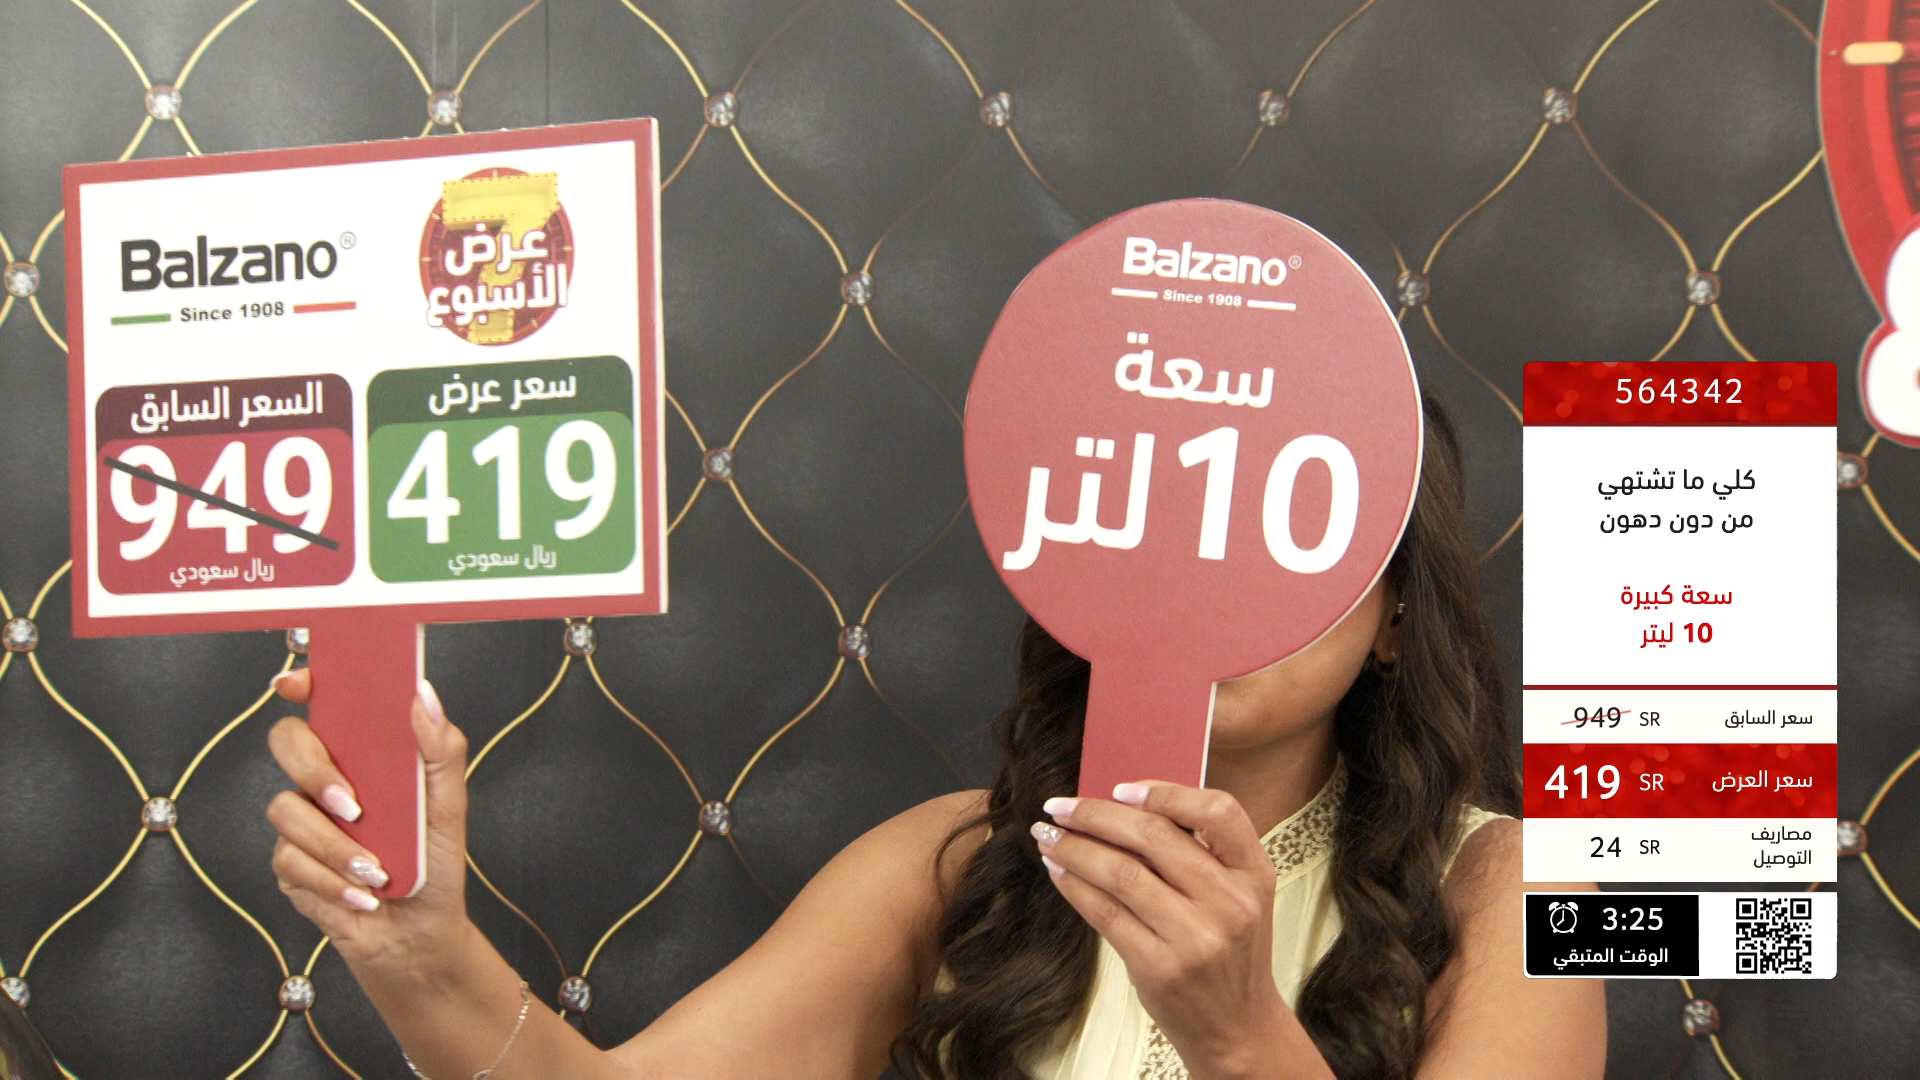 Balzano®
Since 1908
7
عرض
الأسبوع
السعر السابق
949
ريال سعودي
سعر عرض
419
ريال سعودي
Balzano®
Since 1908
سعة
10 لتر
564342
كلي ما تشتهي
من دون دهون
سعة كبيرة
10 ليتر
سعر السابق SR 949
سعر العرض SR 419
مصاريف
التوصيل
SR 24
3:25
الوقت المتبقي